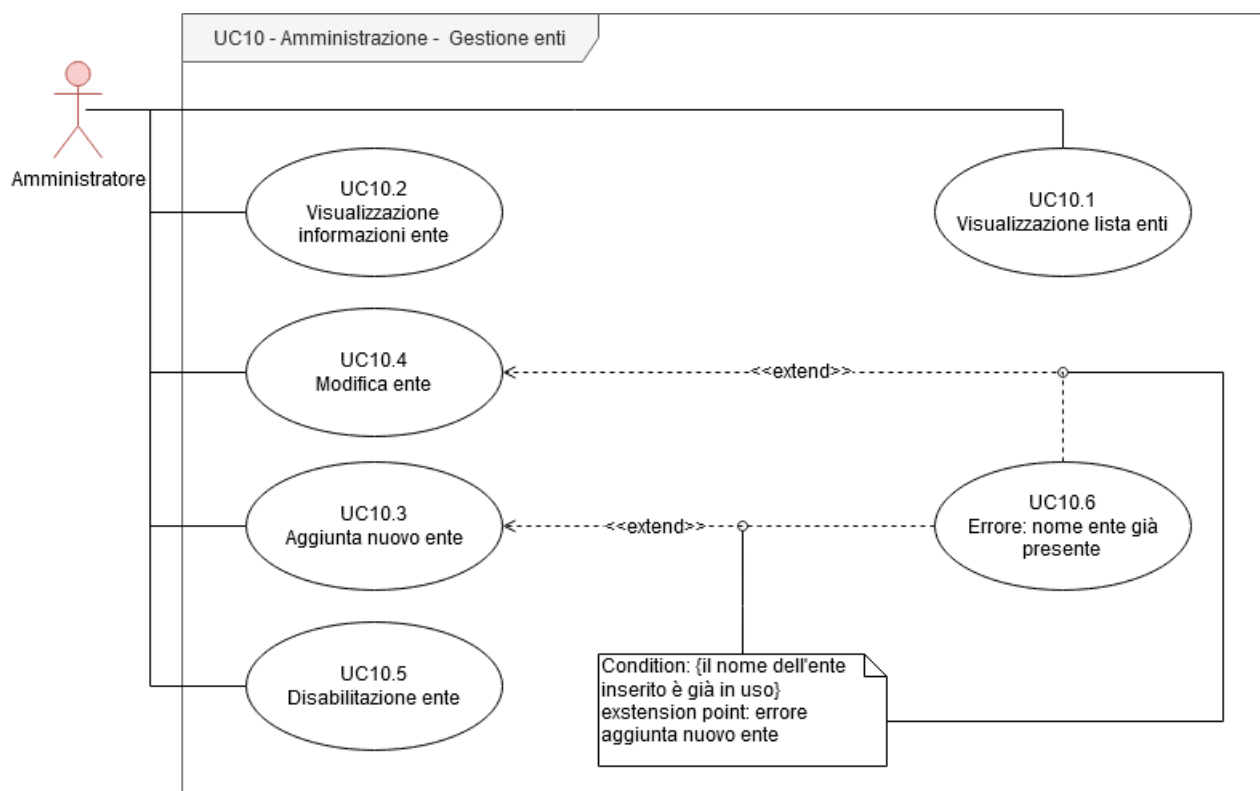 UC10 - Amministrazione - Gestione enti
Amministratore
UC10.2
Visualizzazione
informazioni ente
UC10.1
Visualizzazione lista enti
UC10.4
Modifica ente
<<extend>>
UC10.3
Aggiunta nuovo ente
<<extend>>
UC10.6
Errore: nome ente già
presente
UC10.5
Disabilitazione ente
Condition: {il nome dell'ente
inserito è già in uso}
exstension point: errore
aggiunta nuovo ente